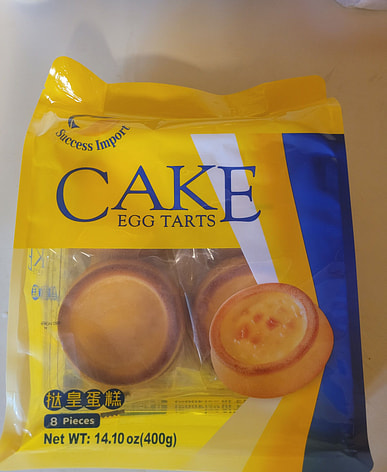 Success Import
CAKE
EGG TARTS
挞皇蛋糕
8 Pieces
Net WT: 14.10 oz(400g)